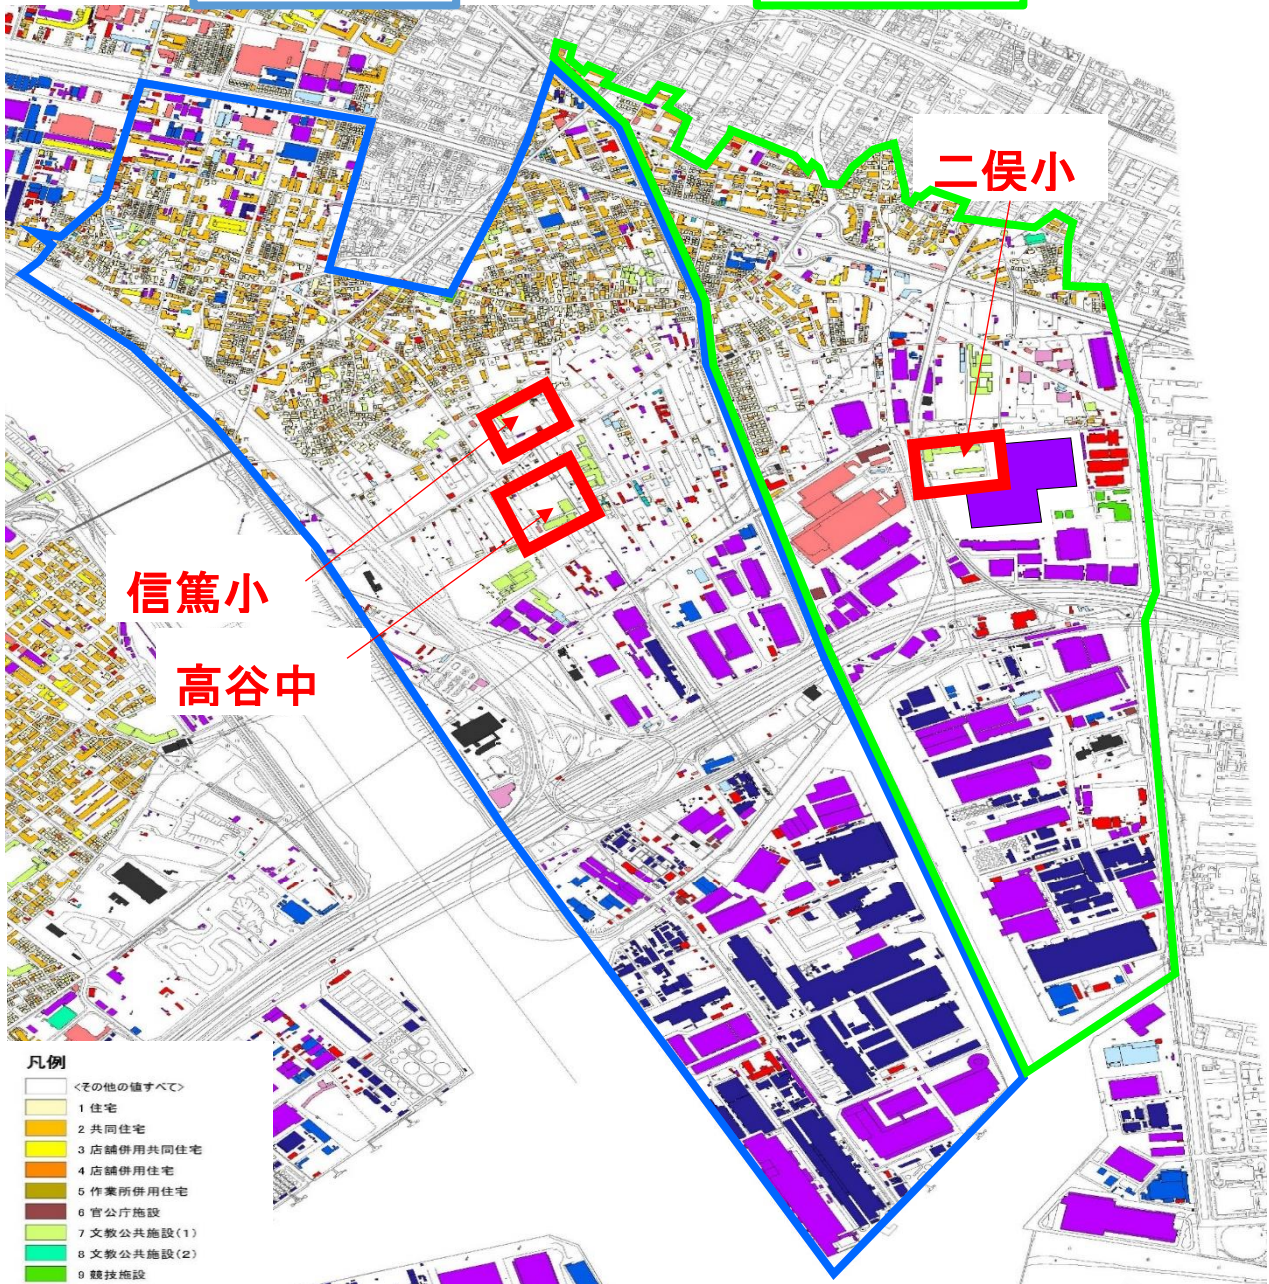 二俣小
信篤小
高谷中
凡例
<その他の値すべて>
1 住宅
2 共同住宅
3 店舗併用共同住宅
4 店舗併用住宅
5 作業所併用住宅
6 官公庁施設
7 文教公共施設(1)
8 文教公共施設(2)
9 競技施設